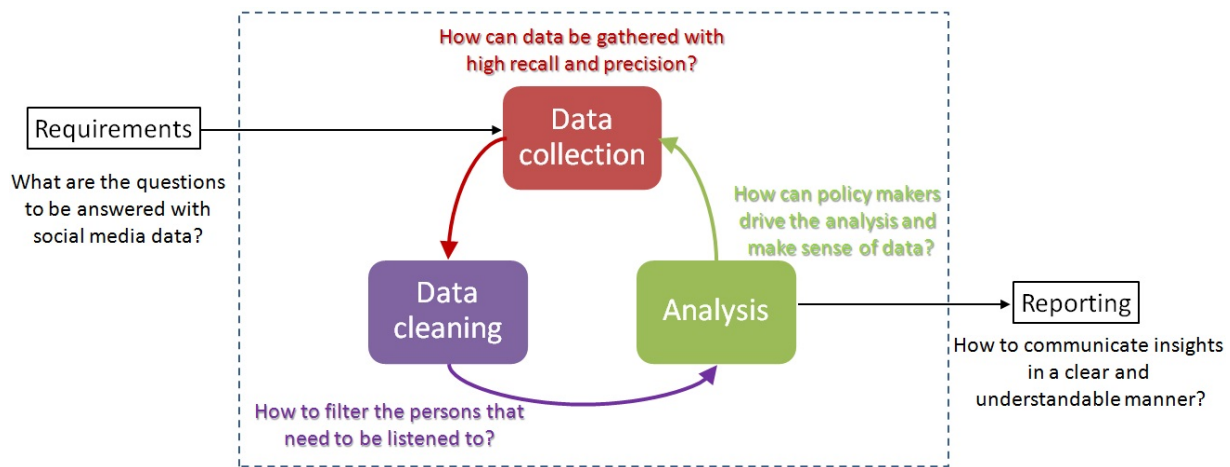 How can data be gathered with
high recall and precision?
Requirements
Data
collection
What are the questions
to be answered with
social media data?
How can policy makers
drive the analysis and
make sense of data?
Data
cleaning
Analysis
Reporting
How to communicate insights
in a clear and
understandable manner?
How to filter the persons that
need to be listened to?